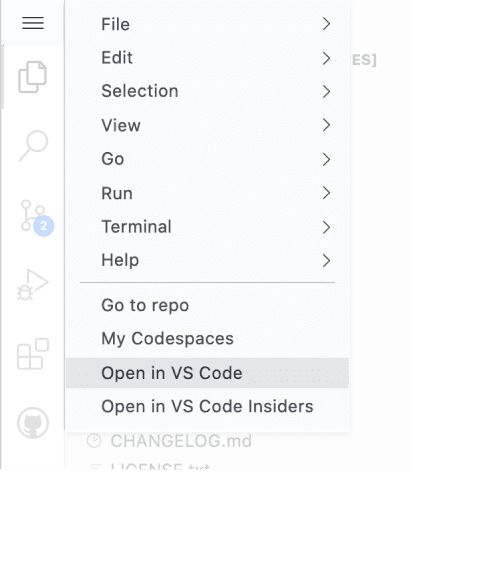 File
ES]
Edit
Selection
View
Go
Run
Terminal
2
Help
Go to repo
My Codespaces
Open in VS Code
Open in VS Code Insiders
CHANGELOG.md
LICENSE.txt